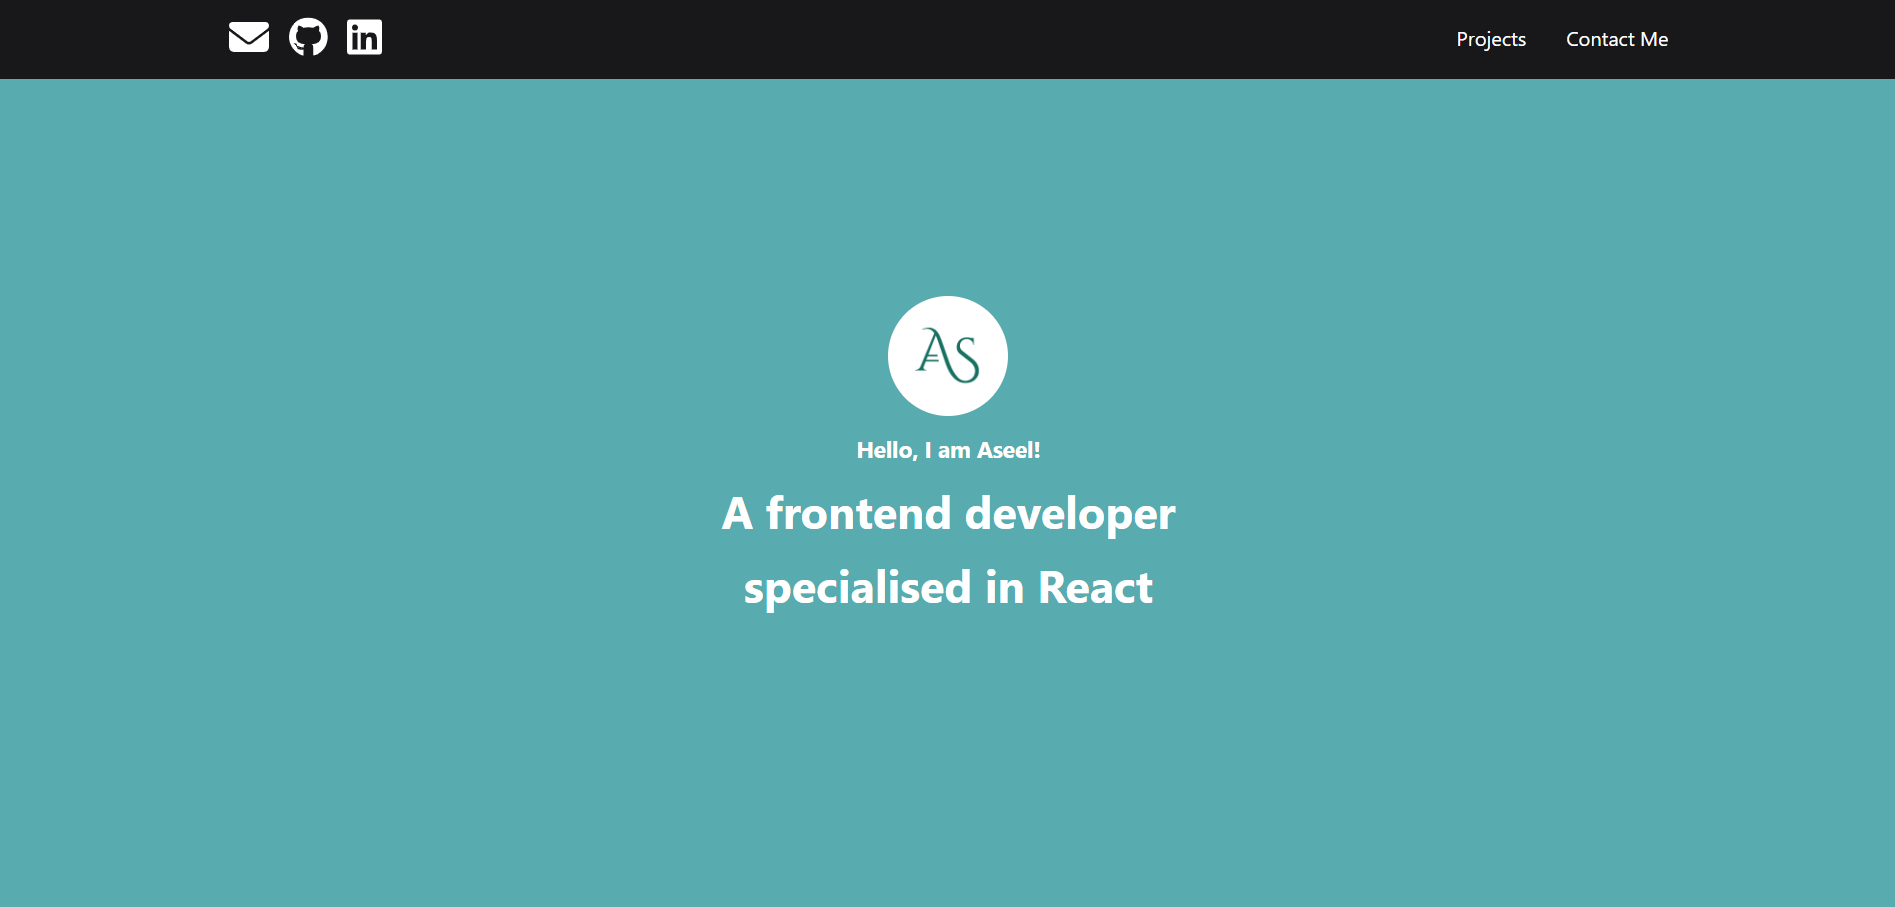 in
Projects
Contact Me
AS
Hello, I am Aseel!
A frontend developer
specialised in React